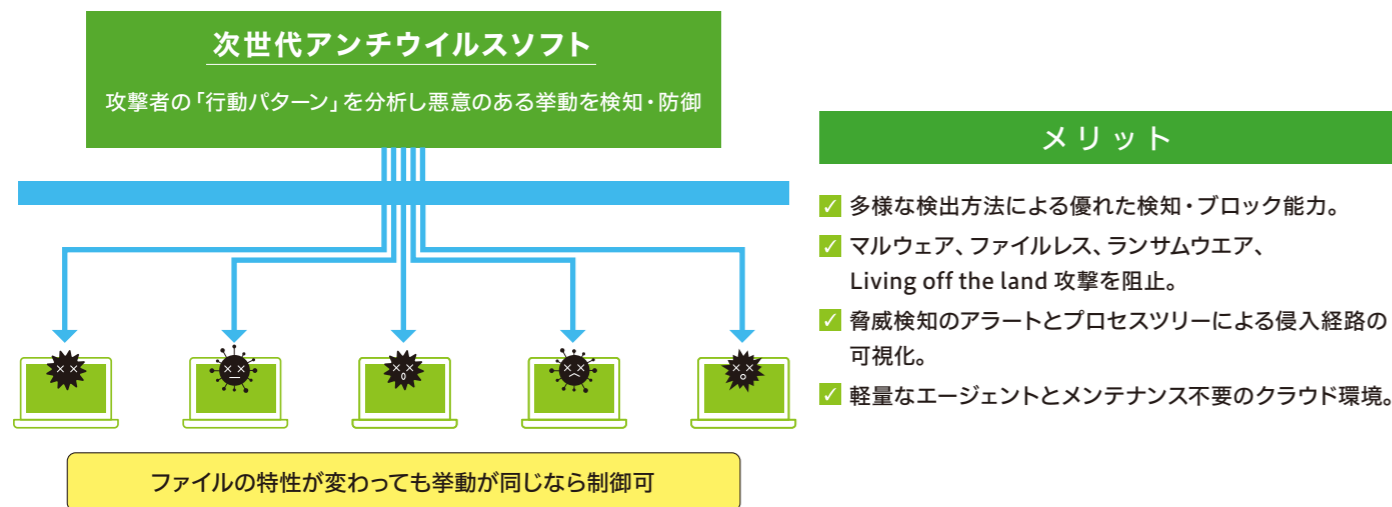 次世代アンチウイルスソフト
攻撃者の「行動パターン」を分析し悪意のある挙動を検知・防御
ファイルの特性が変わっても挙動が同じなら制御可
メリット
多様な検出方法による優れた検知・ブロック能力。
マルウェア、ファイルレス、ランサムウエア、
Living off the land 攻撃を阻止。
脅威検知のアラートとプロセスツリーによる侵入経路の
可視化。
軽量なエージェントとメンテナンス不要のクラウド環境。